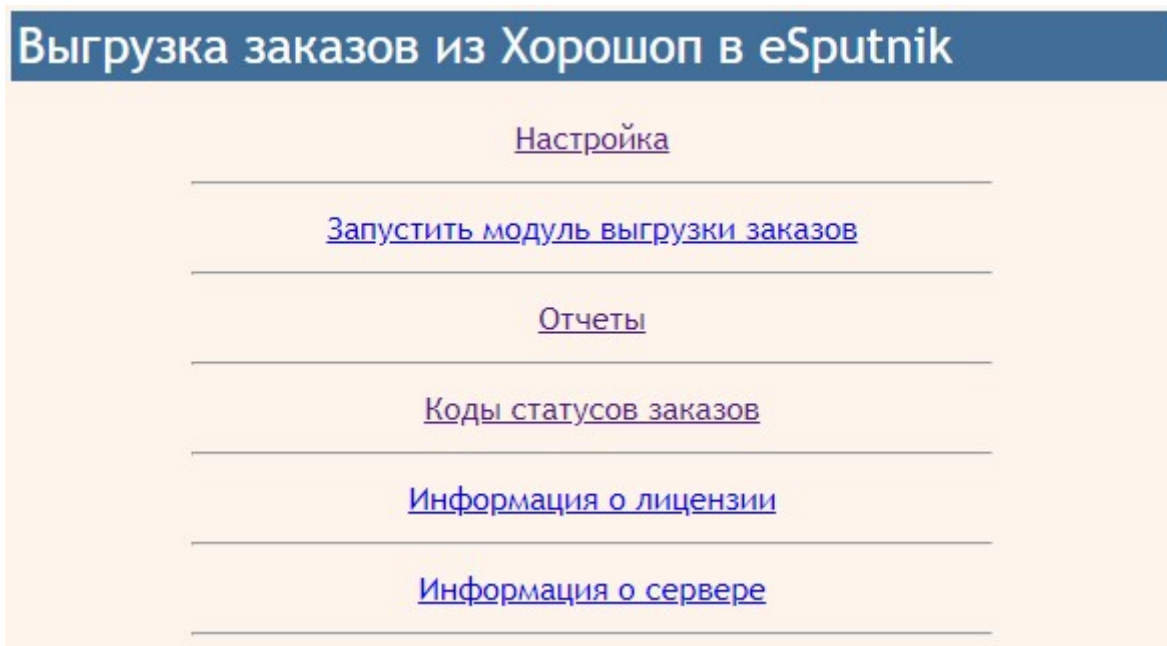 Выгрузка заказов из Хорошоп в eSputnik
Настройка
Запустить модуль выгрузки заказов
Отчеты
Коды статусов заказов
Информация о лицензии
Информация о сервере